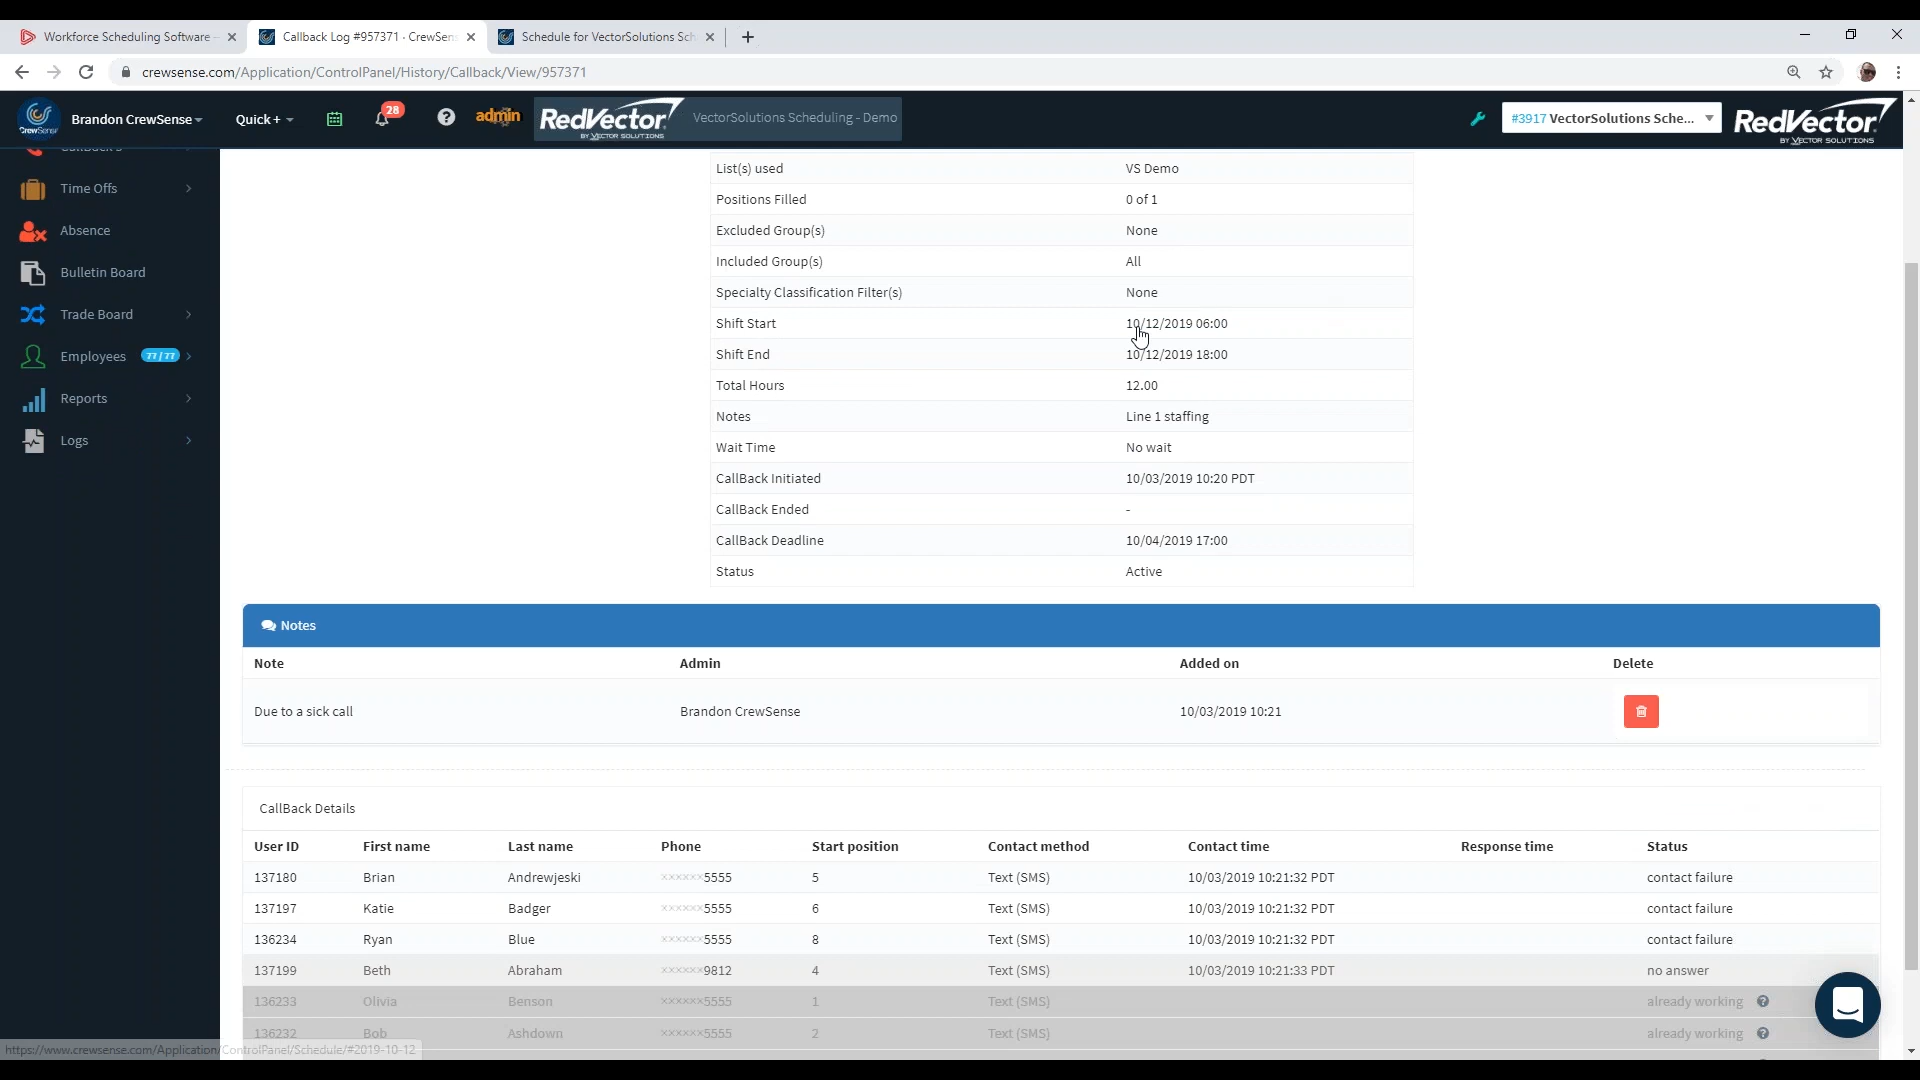 Workforce Scheduling Software -
Callback Log #957371 - CrewSen
Schedule for VectorSolutions Sch
crewsense.com/Application/ControlPanel/History/Callback/View/957371
CrewSense
Brandon CrewSense
Quick +
28
admin
RedVector
BY VECTOR SOLUTIONS
VectorSolutions Scheduling - Demo
#3917 VectorSolutions Sche...
RedVector
BY VECTOR SOLUTIONS
CallBack's
Time Offs
Absence
Bulletin Board
Trade Board
Employees 77 / 77
Reports
Logs
List(s) used VS Demo
Positions Filled 0 of 1
Excluded Group(s) None
Included Group(s) All
Specialty Classification Filter(s) None
Shift Start 10/12/2019 06:00
Shift End 10/12/2019 18:00
Total Hours 12.00
Notes Line 1 staffing
Wait Time No wait
CallBack Initiated 10/03/2019 10:20 PDT
CallBack Ended -
CallBack Deadline 10/04/2019 17:00
Status Active
Notes
Note Admin Added on Delete
Due to a sick call Brandon CrewSense 10/03/2019 10:21
CallBack Details
User ID First name Last name Phone Start position Contact method Contact time Response time Status
137180 Brian Andrewjeski xxxxxx5555 5 Text (SMS) 10/03/2019 10:21:32 PDT contact failure
137197 Katie Badger xxxxxx5555 6 Text (SMS) 10/03/2019 10:21:32 PDT contact failure
136234 Ryan Blue xxxxxx5555 8 Text (SMS) 10/03/2019 10:21:32 PDT contact failure
137199 Beth Abraham xxxxxx9812 4 Text (SMS) 10/03/2019 10:21:33 PDT no answer
136233 Olivia Benson xxxxxx5555 1 Text (SMS) already working
136232 Bob Ashdown xxxxxx5555 2 Text (SMS) already working
https://www.crewsense.com/Application/ControlPanel/Schedule/#2019-10-12